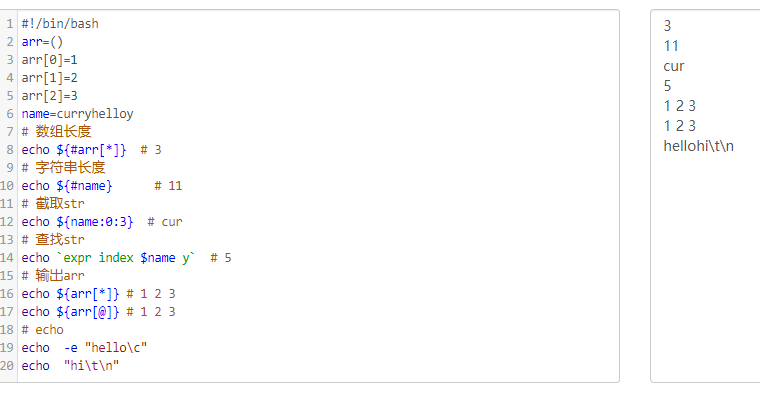 1 #!/bin/bash
2 arr=()
3 arr[0]=1
4 arr[1]=2
5 arr[2]=3
6 name=curryhelloy
7 # 数组长度
8 echo ${#arr[*]}  # 3
9 # 字符串长度
10 echo ${#name}      # 11
11 # 截取str
12 echo ${name:0:3}  # cur
13 # 查找str
14 echo `expr index $name y`  # 5
15 # 输出arr
16 echo ${arr[*]} # 1 2 3
17 echo ${arr[@]} # 1 2 3
18 # echo
19 echo  -e "hello\c"
20 echo  "hi\t\n"
3
11
cur
5
1 2 3
1 2 3
hellohi\t\n